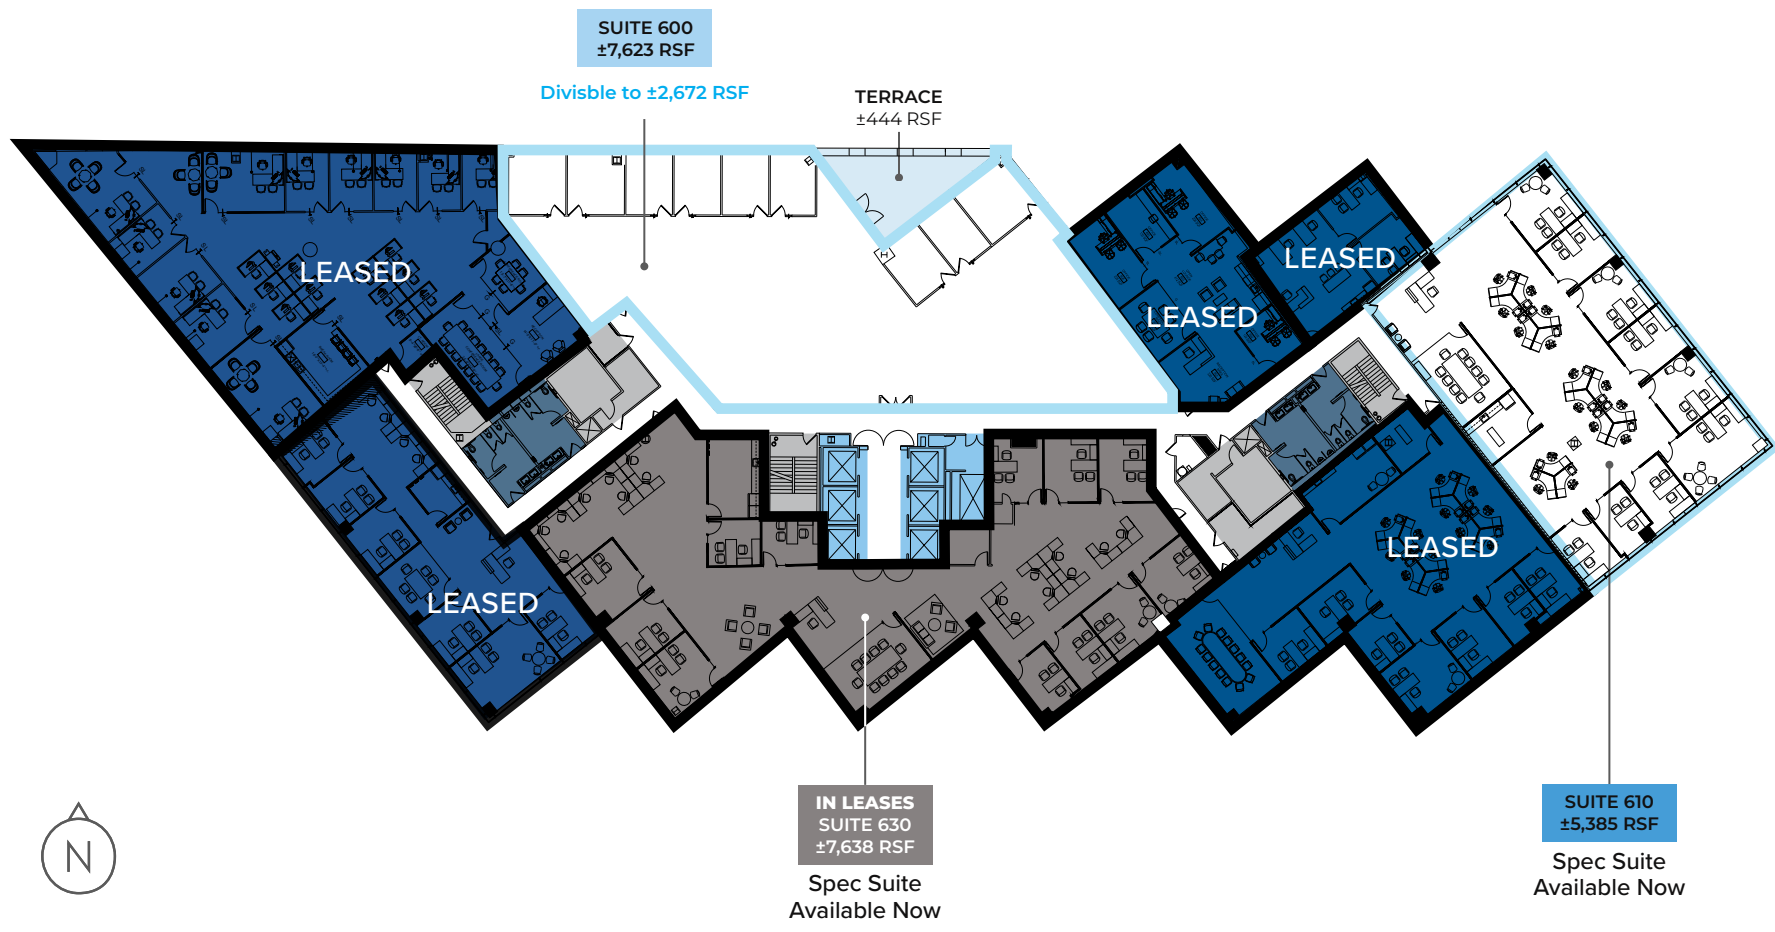 SUITE 600
±7,623 RSF
Divisble to ±2,672 RSF
TERRACE
±444 RSF
LEASED
LEASED
LEASED
LEASED
LEASED
H
IN LEASES
SUITE 630
±7,638 RSF
Spec Suite
Available Now
SUITE 610
±5,385 RSF
Spec Suite
Available Now
N